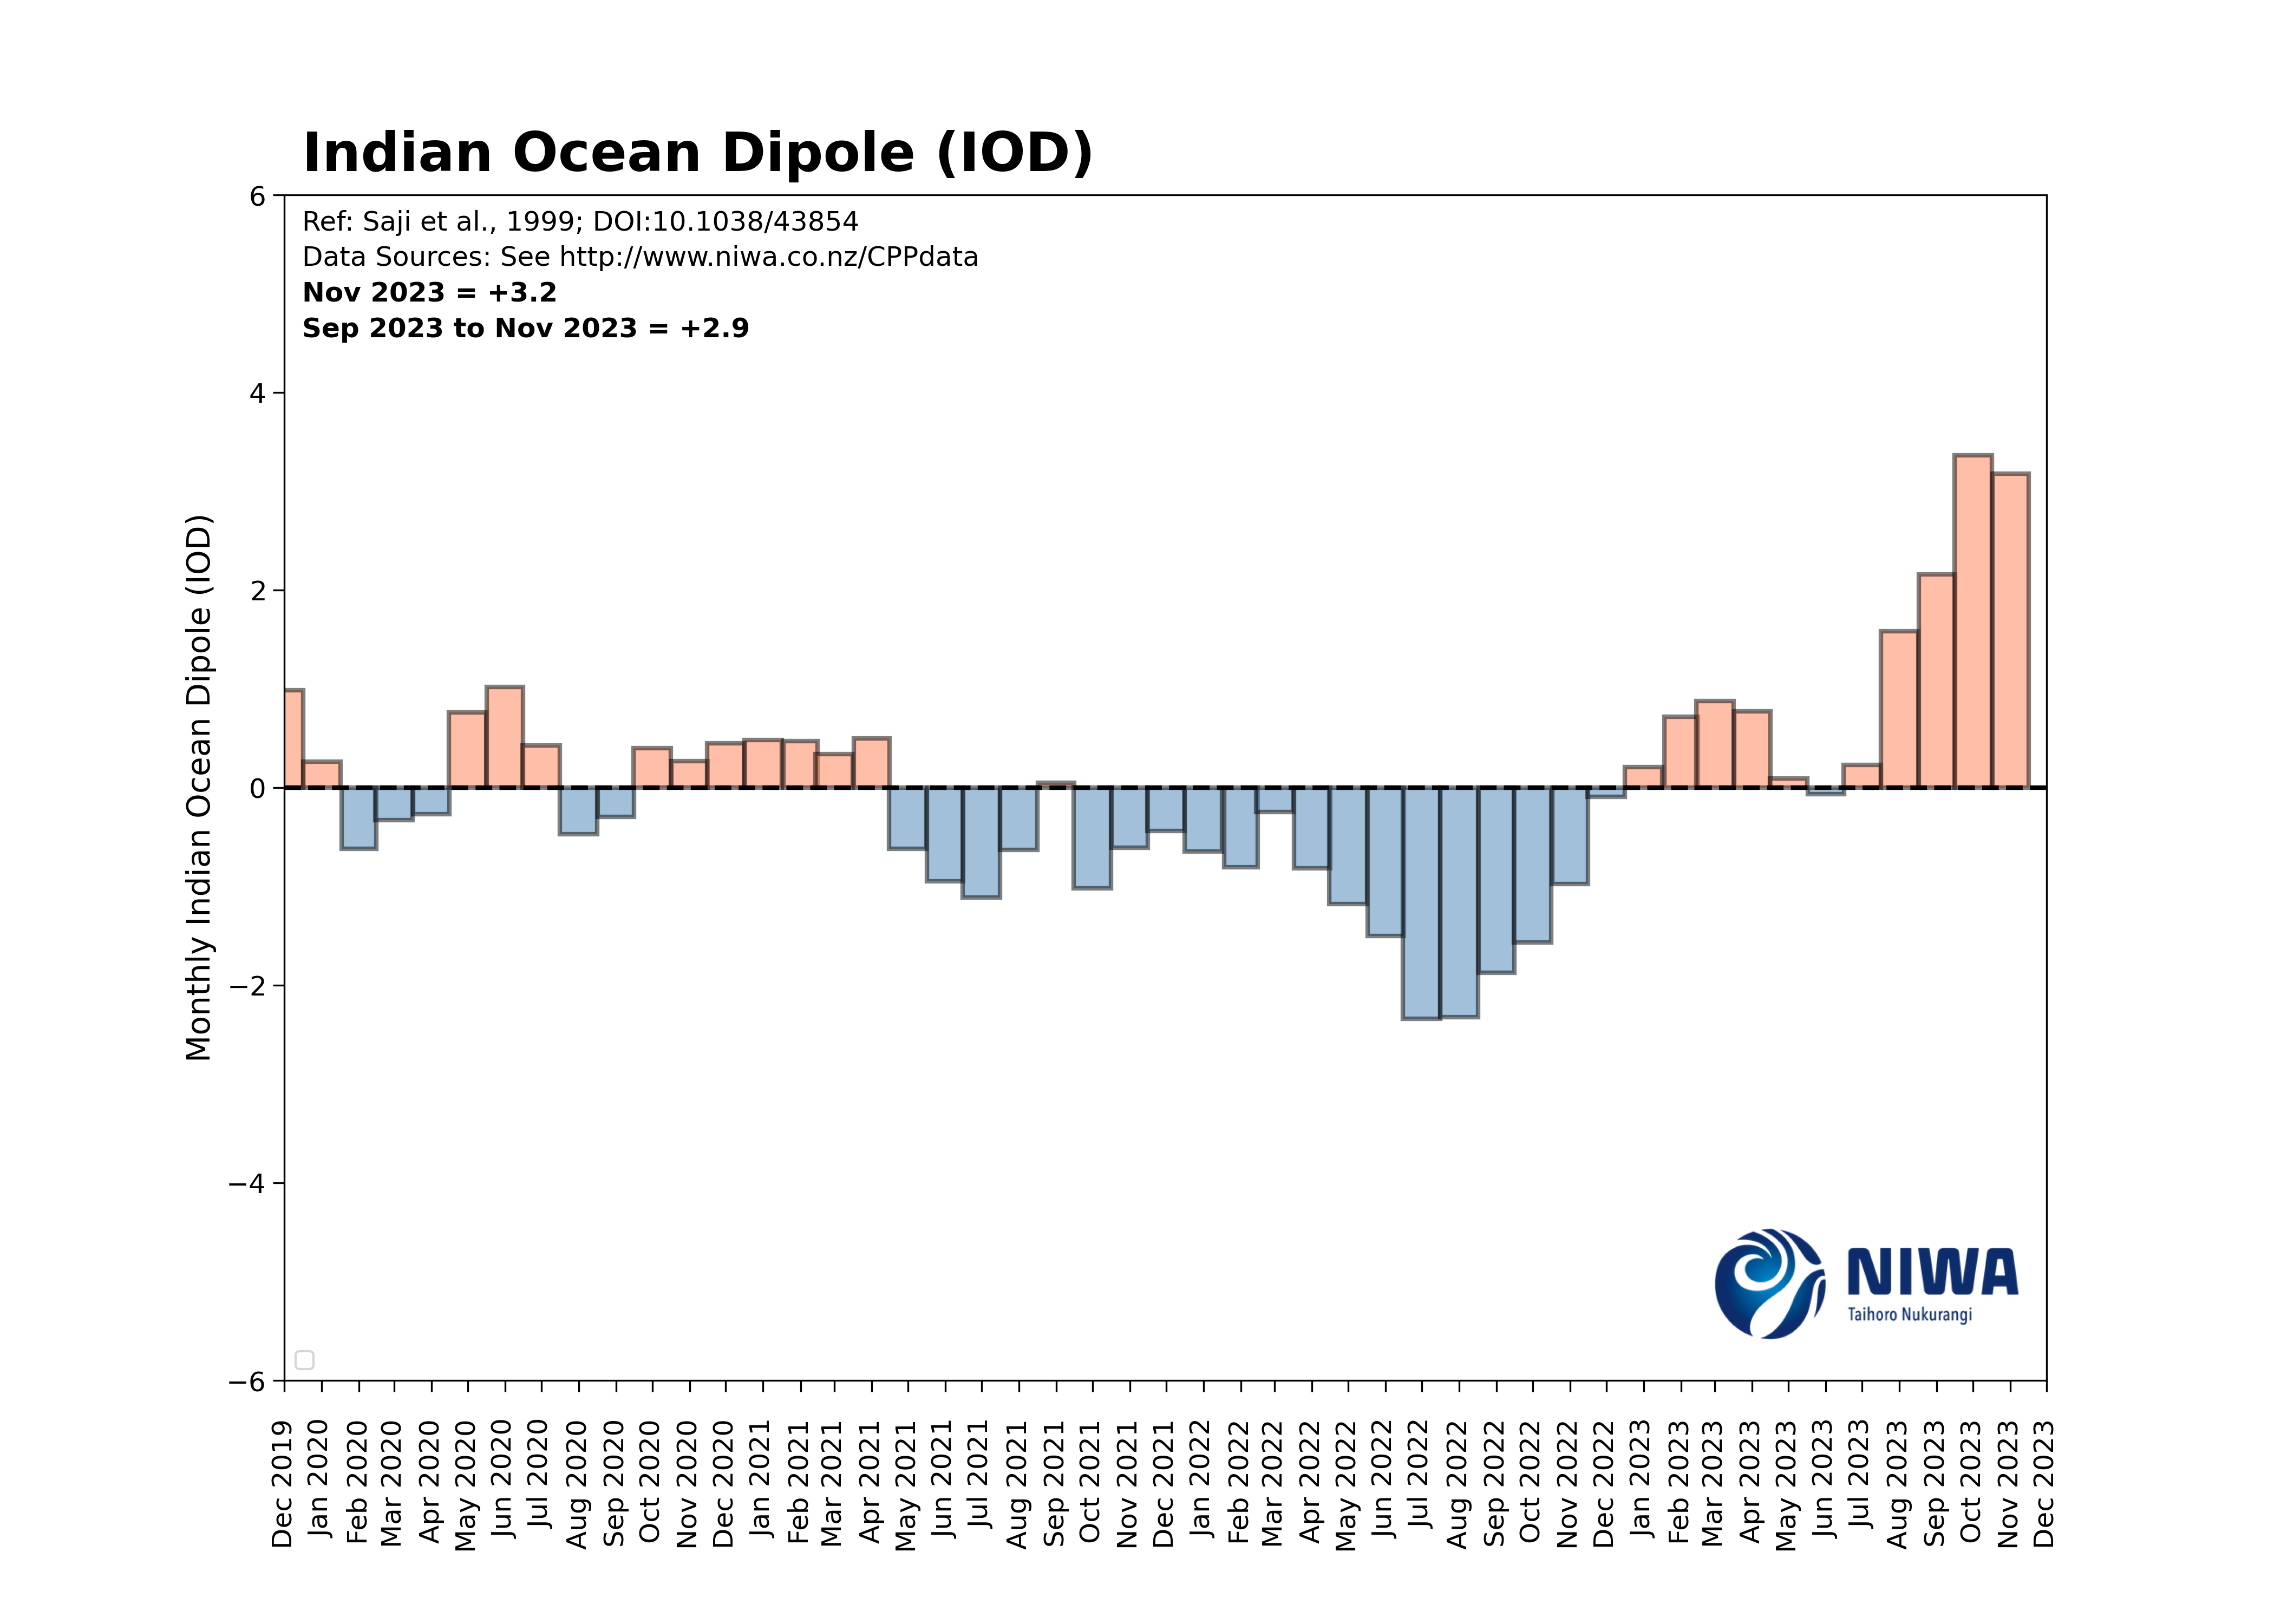 Indian Ocean Dipole (IOD)
Ref: Saji et al., 1999; DOI:10.1038/43854
Data Sources: See http://www.niwa.co.nz/CPPdata
Nov 2023 = +3.2
Sep 2023 to Nov 2023 = +2.9
Monthly Indian Ocean Dipole (IOD)
6
4
2
0
−2
−4
−6
NIWA
Taihoro Nukurangi
Dec 2019
Jan 2020
Feb 2020
Mar 2020
Apr 2020
May 2020
Jun 2020
Jul 2020
Aug 2020
Sep 2020
Oct 2020
Nov 2020
Dec 2020
Jan 2021
Feb 2021
Mar 2021
Apr 2021
May 2021
Jun 2021
Jul 2021
Aug 2021
Sep 2021
Oct 2021
Nov 2021
Dec 2021
Jan 2022
Feb 2022
Mar 2022
Apr 2022
May 2022
Jun 2022
Jul 2022
Aug 2022
Sep 2022
Oct 2022
Nov 2022
Dec 2022
Jan 2023
Feb 2023
Mar 2023
Apr 2023
May 2023
Jun 2023
Jul 2023
Aug 2023
Sep 2023
Oct 2023
Nov 2023
Dec 2023